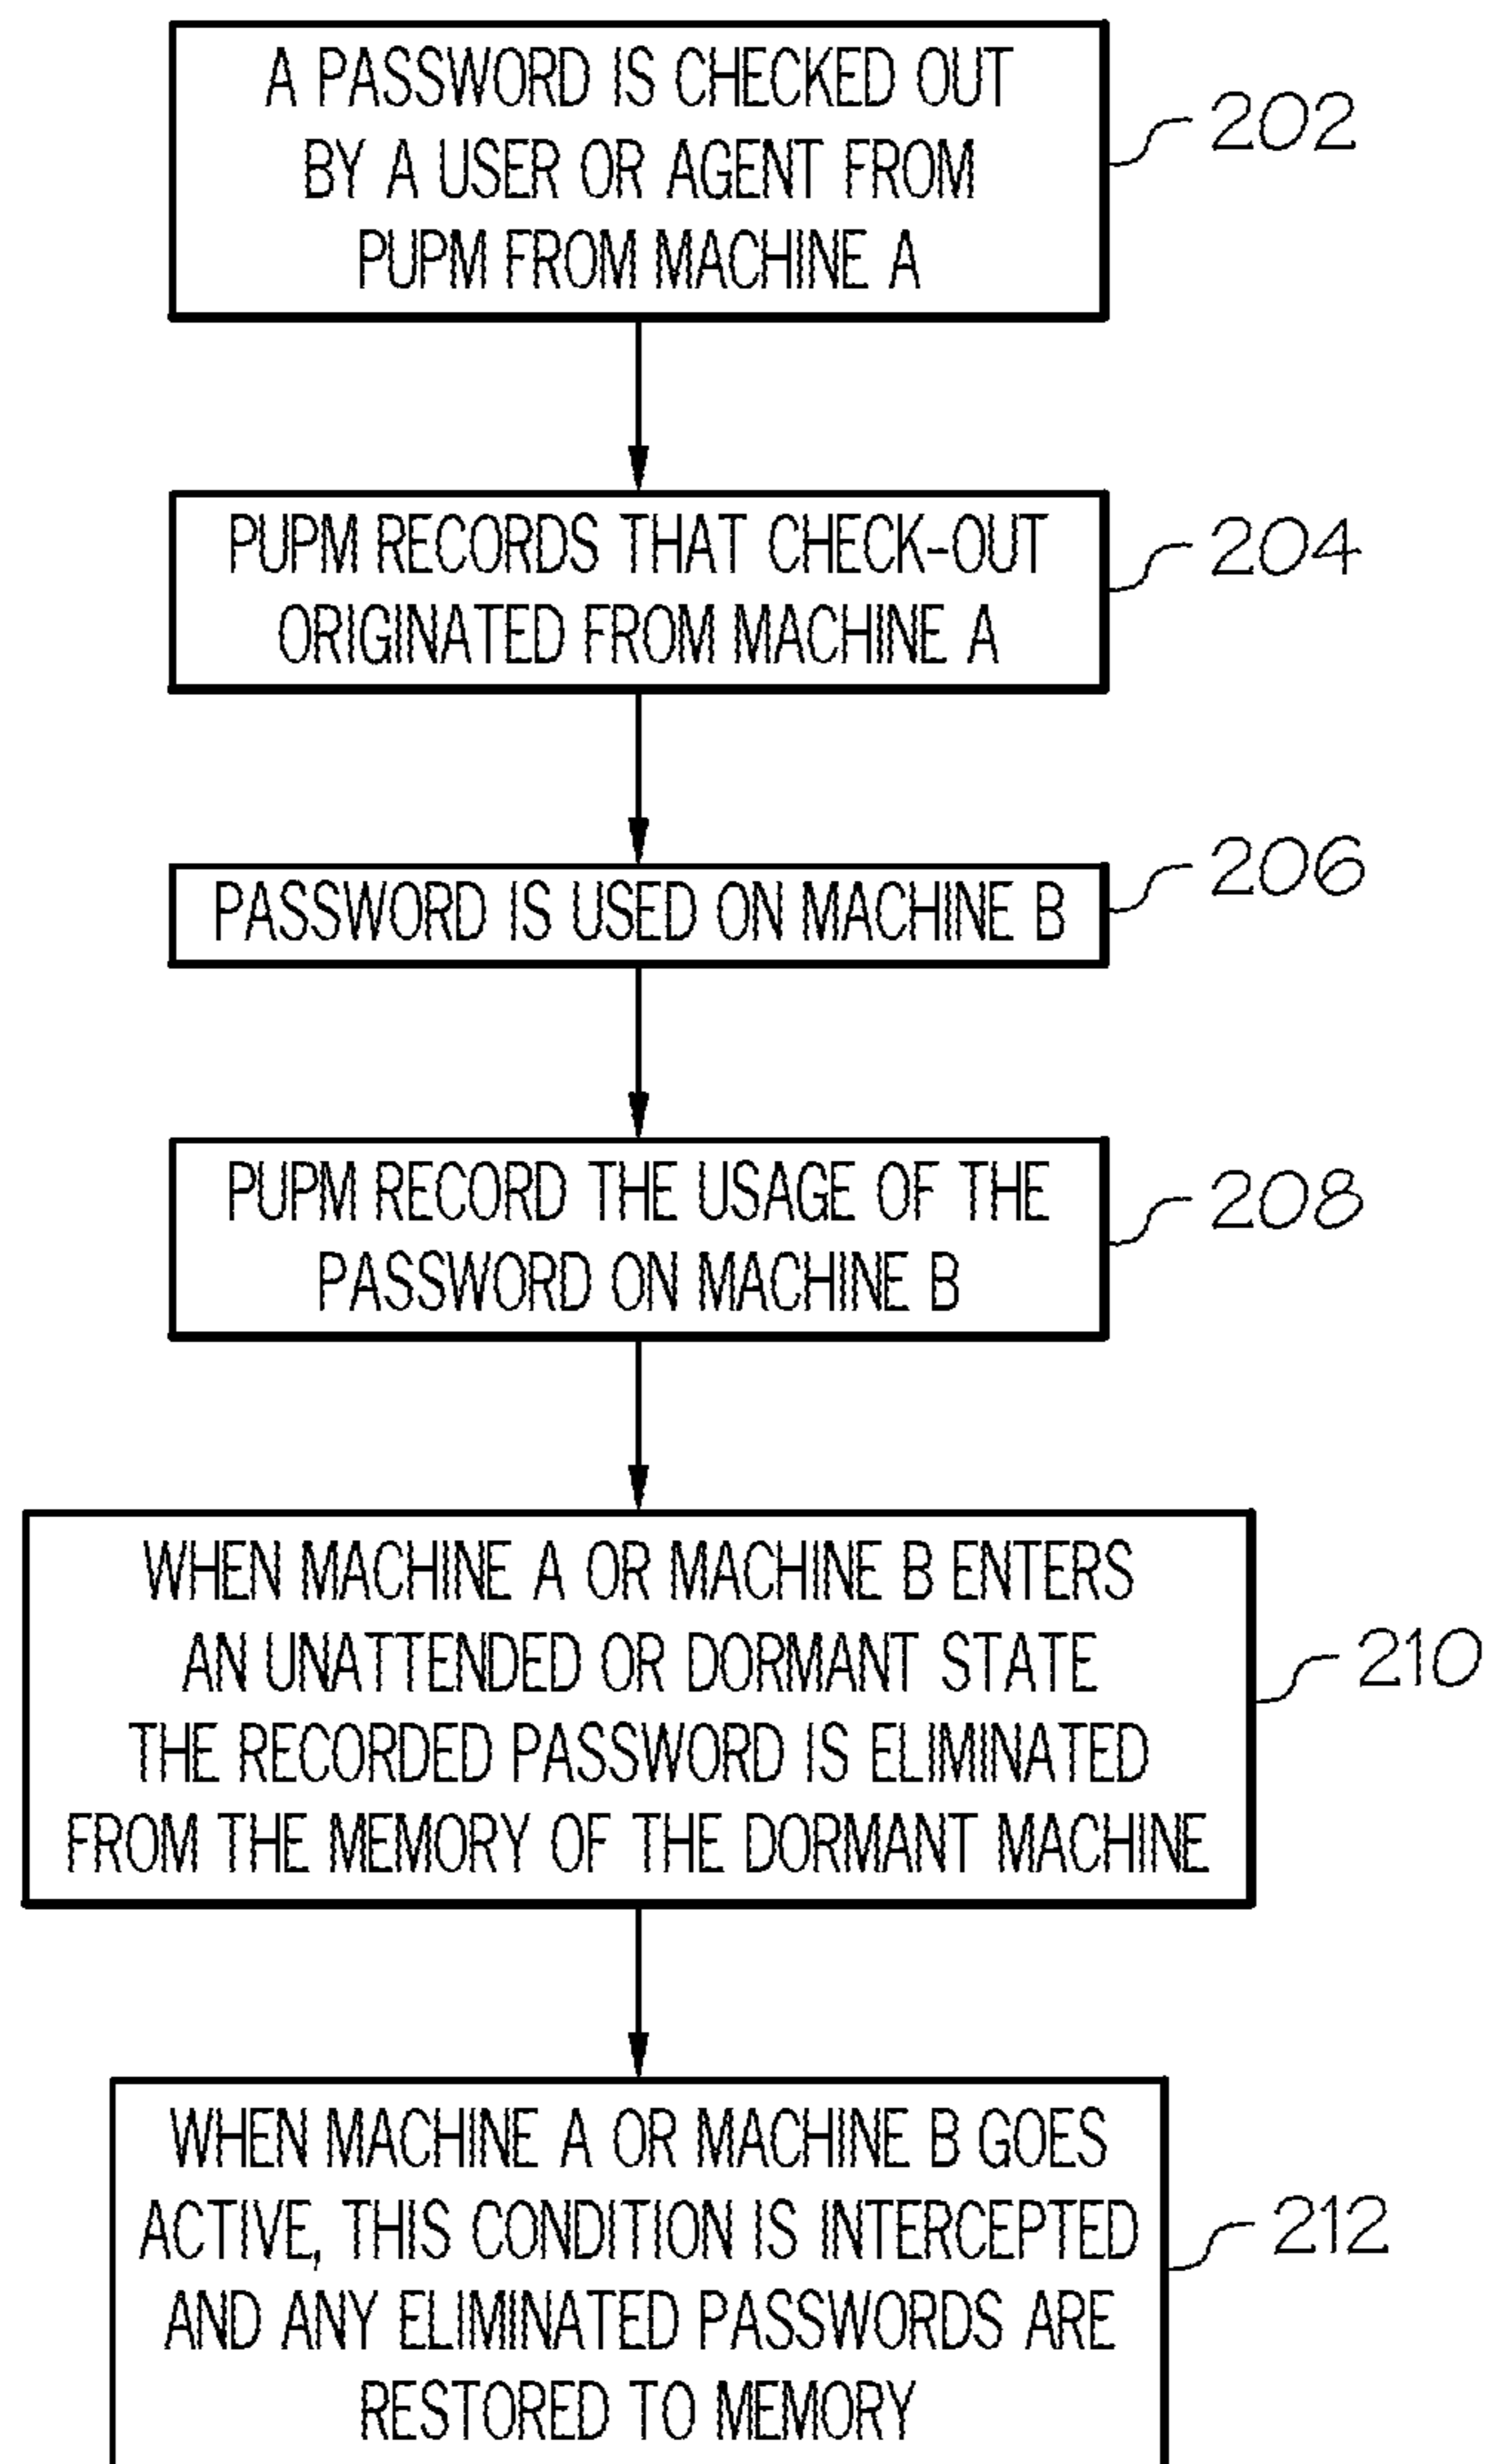 A PASSWORD IS CHECKED OUT
BY A USER OR AGENT FROM
PUPM FROM MACHINE A
202
PUPM RECORDS THAT CHECK-OUT
ORIGINATED FROM MACHINE A
204
PASSWORD IS USED ON MACHINE B
206
PUPM RECORD THE USAGE OF THE
PASSWORD ON MACHINE B
208
WHEN MACHINE A OR MACHINE B ENTERS
AN UNATTENDED OR DORMANT STATE
THE RECORDED PASSWORD IS ELIMINATED
FROM THE MEMORY OF THE DORMANT MACHINE
210
WHEN MACHINE A OR MACHINE B GOES
ACTIVE, THIS CONDITION IS INTERCEPTED
AND ANY ELIMINATED PASSWORDS ARE
RESTORED TO MEMORY
212